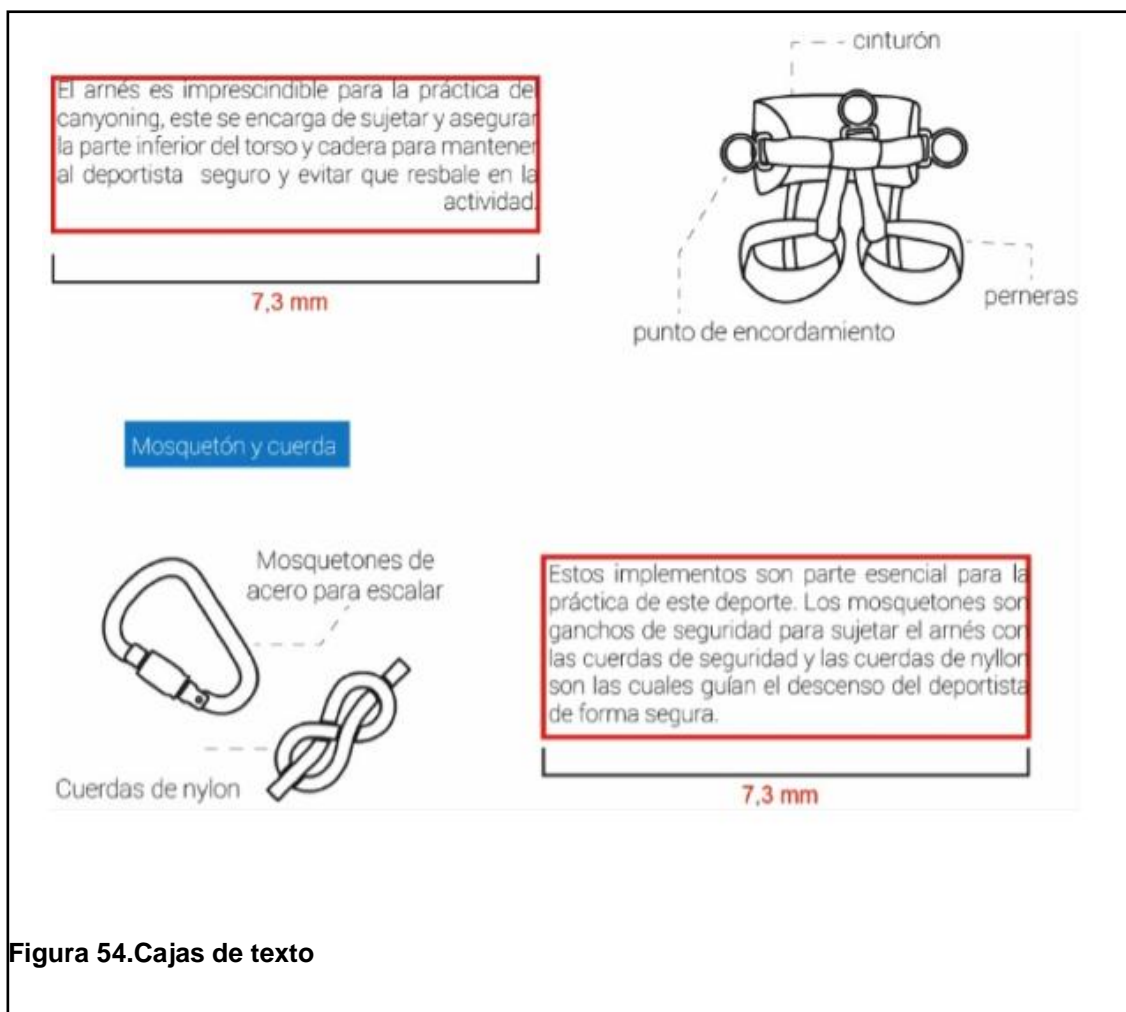 cinturón
El arnés es imprescindible para la práctica del
canyoning, este se encarga de sujetar y asegurar
la parte inferior del torso y cadera para mantener
al deportista seguro y evitar que resbale en la
actividad.
7,3 mm
perneras
punto de encordamiento
Mosquetón y cuerda
Mosquetones de
acero para escalar
Estos implementos son parte esencial para la
práctica de este deporte. Los mosquetones son
ganchos de seguridad para sujetar el arnés con
las cuerdas de seguridad y las cuerdas de nyllon
son las cuales guían el descenso del deportista
de forma segura.
Cuerdas de nylon
7,3 mm
Figura 54.Cajas de texto